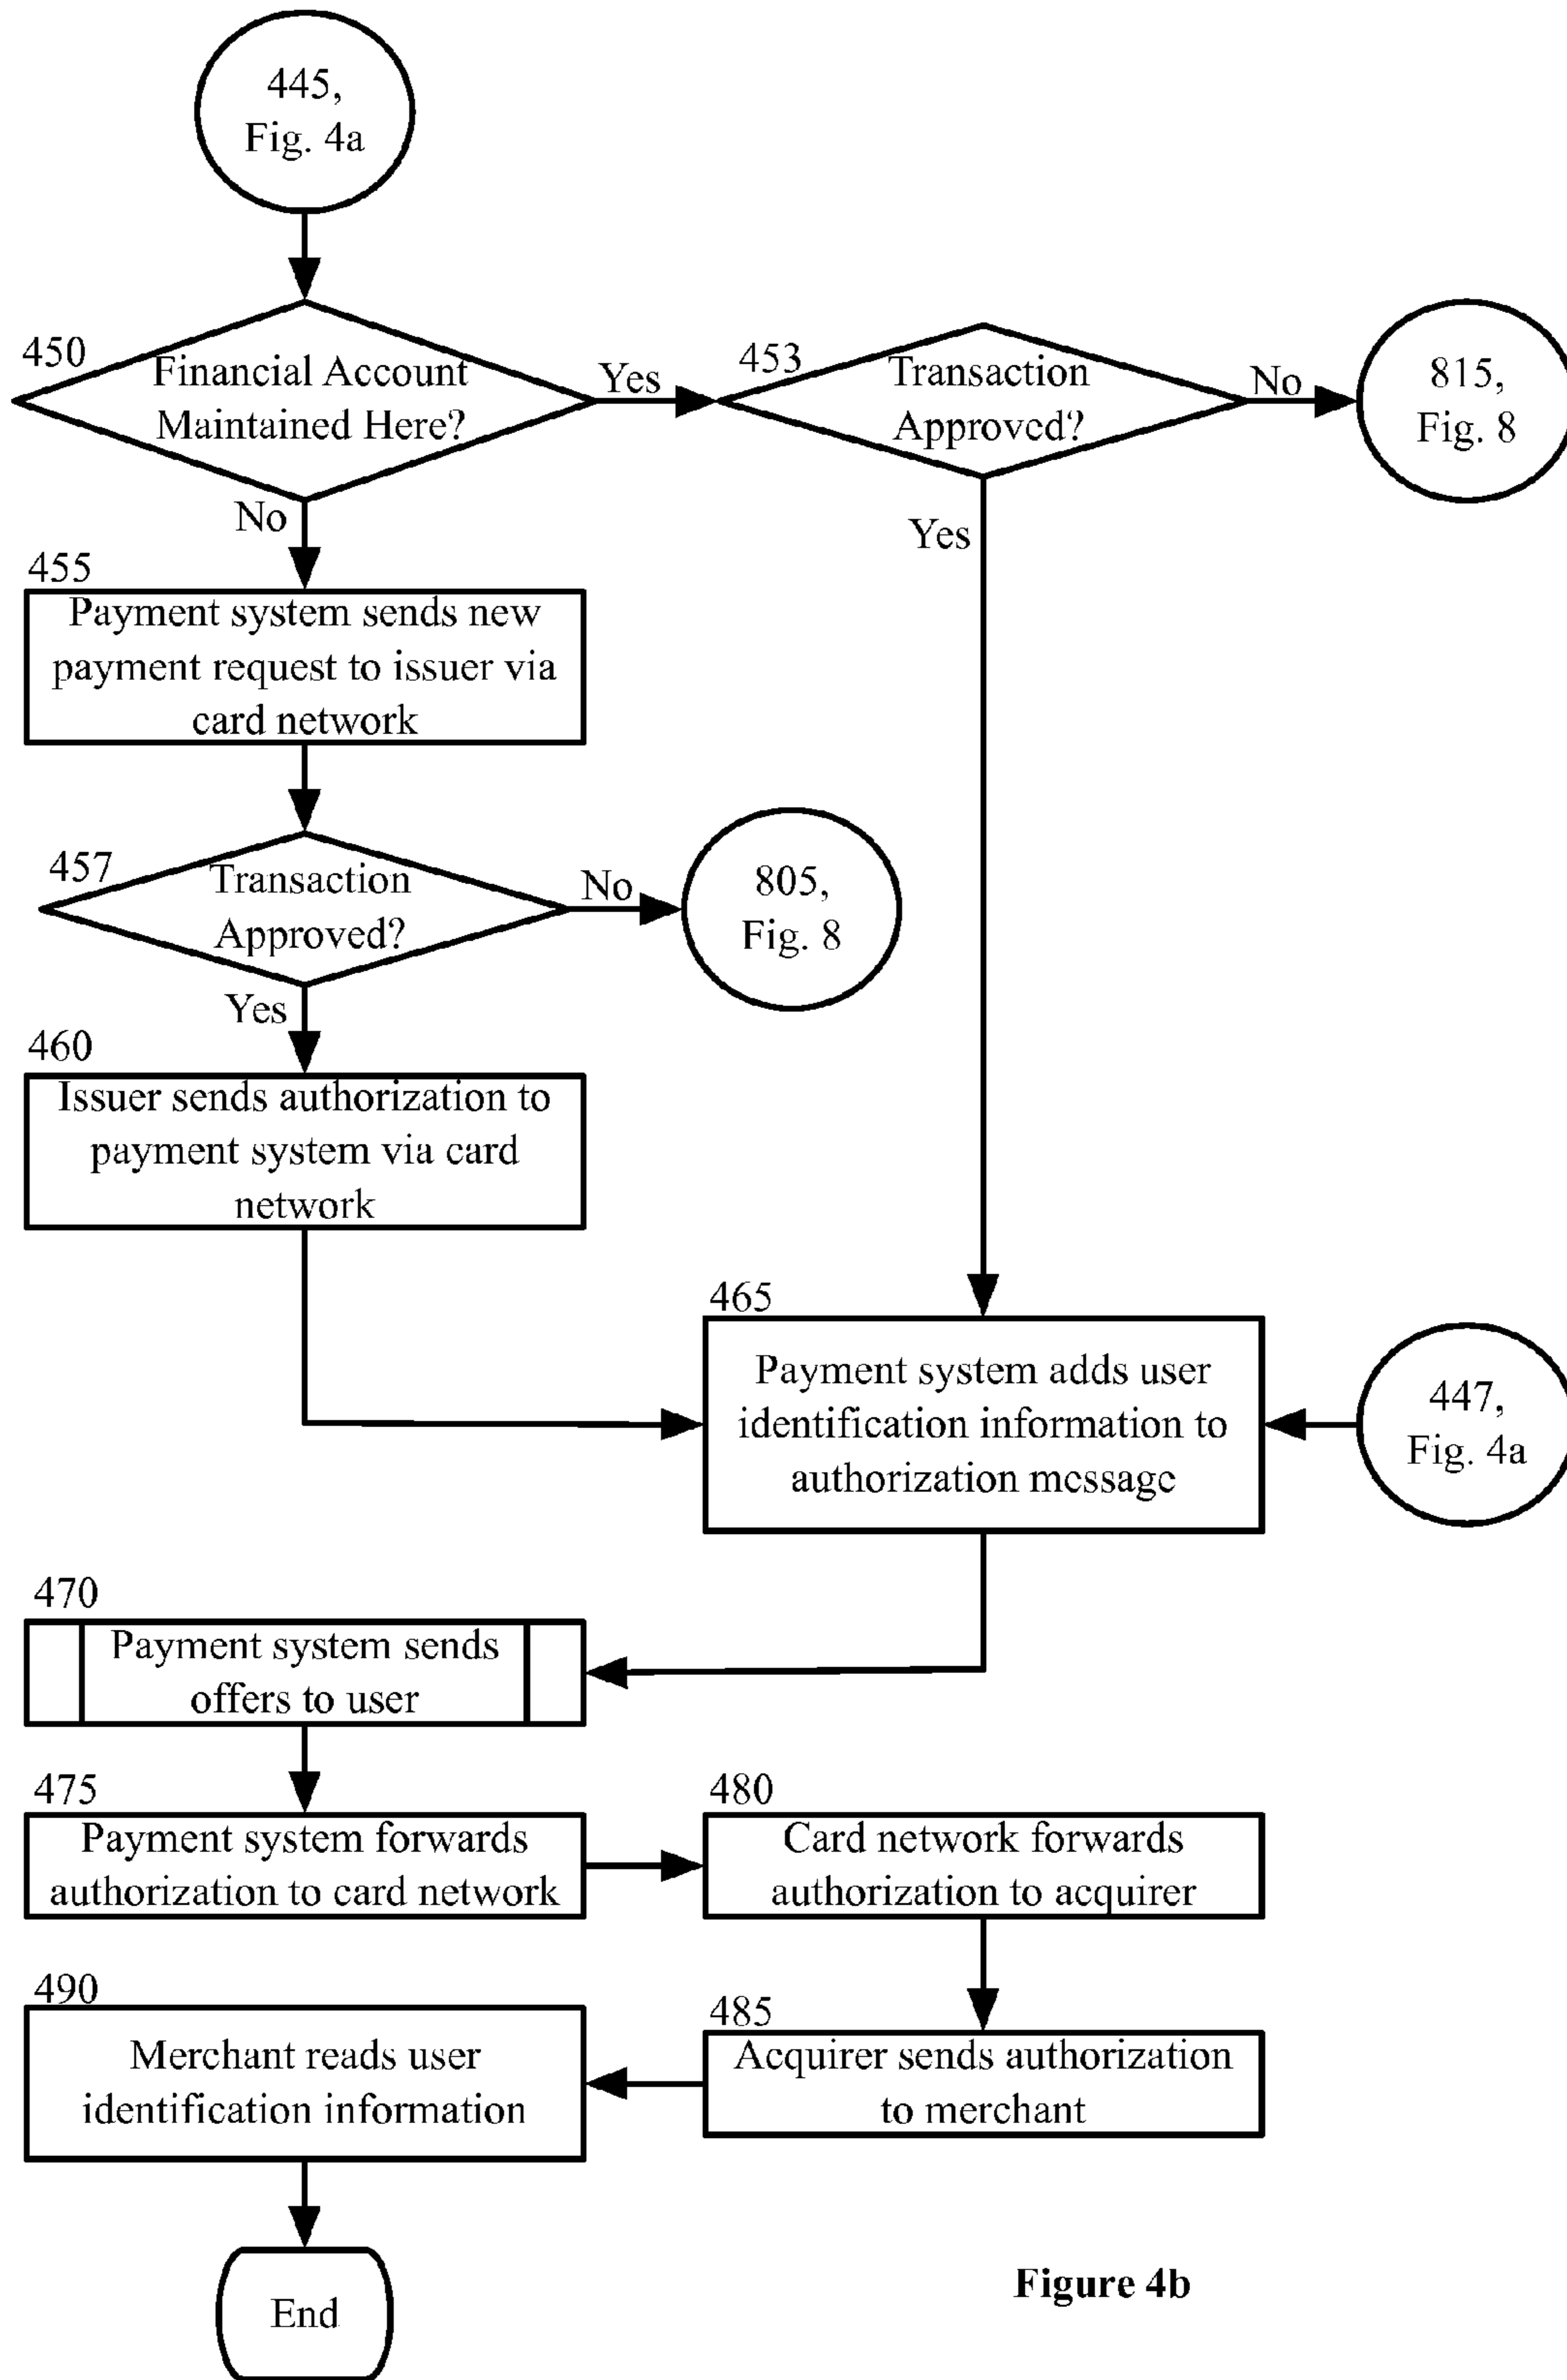 445,
Fig. 4a
450
Financial Account
Maintained Here?
Yes
453
Transaction
Approved?
No
815,
Fig. 8
No
Yes
455
Payment system sends new
payment request to issuer via
card network
457
Transaction
Approved?
No
805,
Fig. 8
Yes
460
Issuer sends authorization to
payment system via card
network
465
Payment system adds user
identification information to
authorization message
447,
Fig. 4a
470
Payment system sends
offers to user
475
Payment system forwards
authorization to card network
480
Card network forwards
authorization to acquirer
485
Acquirer sends authorization
to merchant
490
Merchant reads user
identification information
End
Figure 4b